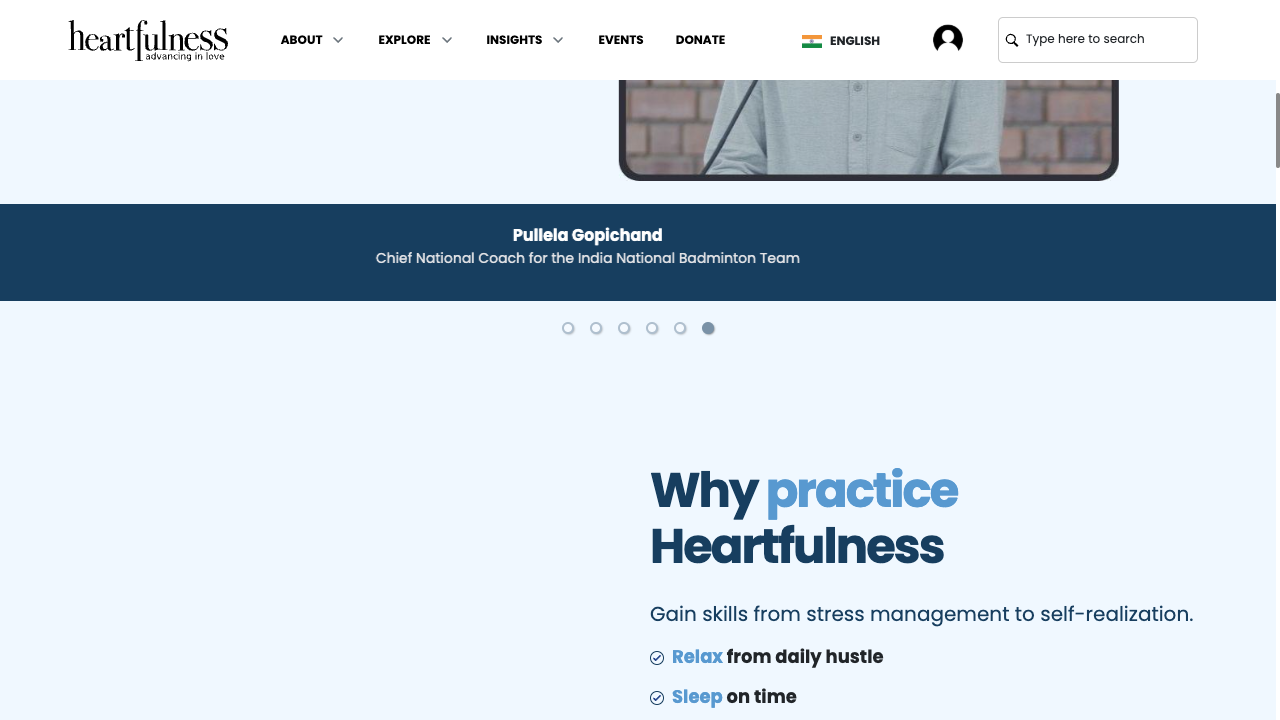 heartfulness
advancing in love
ABOUT
EXPLORE
INSIGHTS
EVENTS
DONATE
ENGLISH
Type here to search
Pullela Gopichand
Chief National Coach for the India National Badminton Team
Why practice
Heartfulness
Gain skills from stress management to self-realization.
Relax from daily hustle
Sleep on time